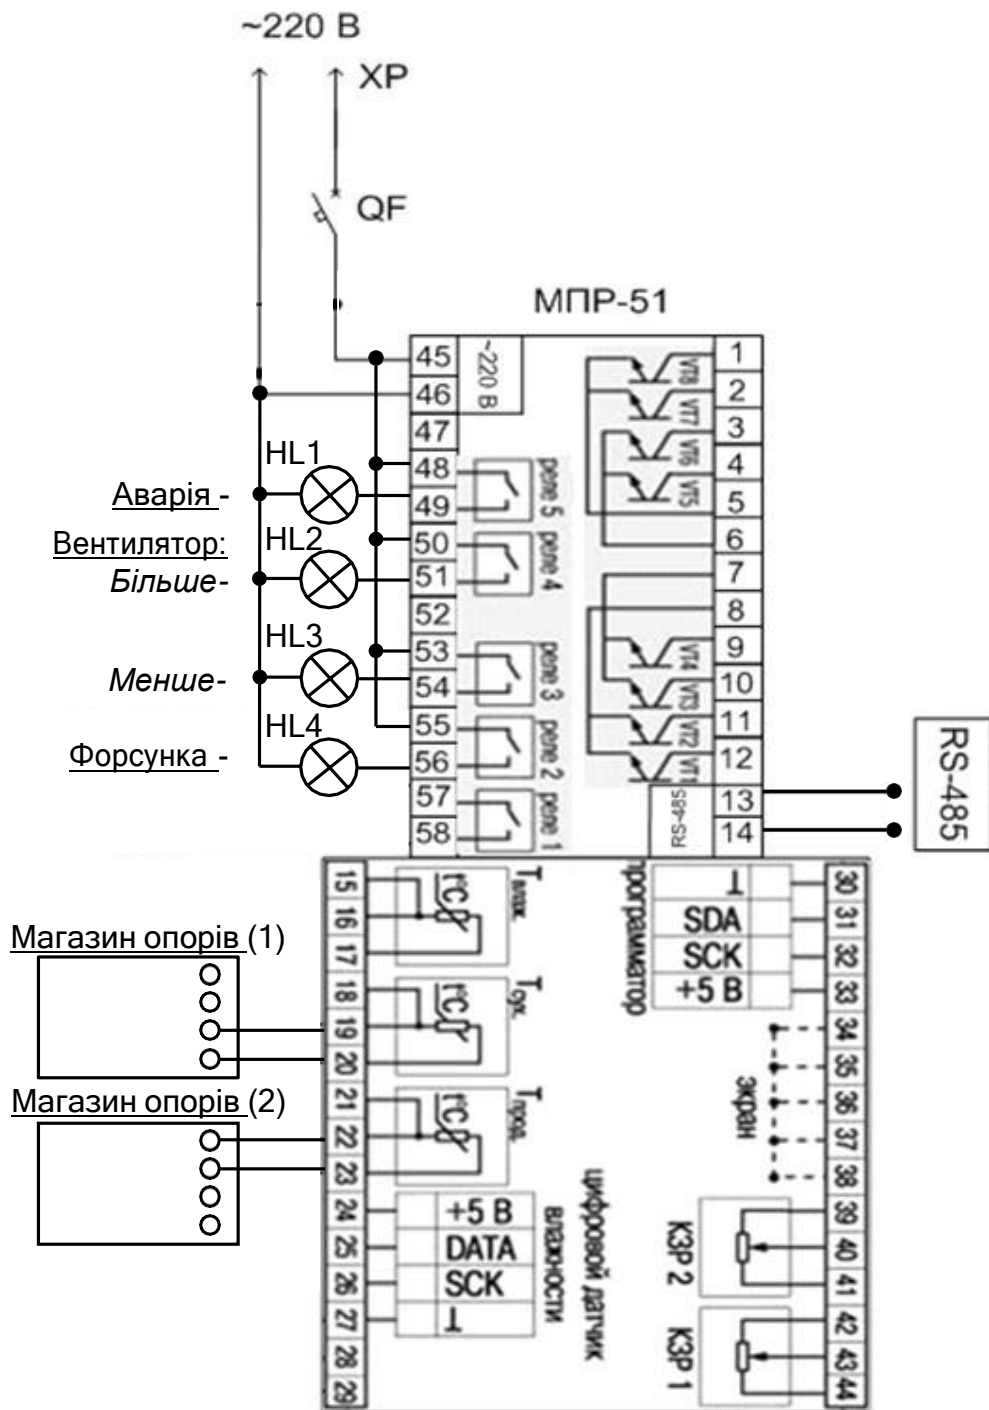 ~220 В
XP
QF
МПР-51
45
46
47
48
49
50
51
52
53
54
55
56
57
58
~220 В
реле 5
реле 4
реле 3
реле 2
реле 1
VT8
VT7
VT6
VT5
VT4
VT3
VT2
VT1
RS-485
1
2
3
4
5
6
7
8
9
10
11
12
13
14
RS-485
HL1
Аварія -
HL2
Вентилятор:
Більше-
HL3
Менше-
HL4
Форсунка -
Магазин опорів (1)
Магазин опорів (2)
15
16
17
18
19
20
21
22
23
24
25
26
27
28
29
t°C
Tвлаж.
t°C
Tсух.
t°C
Tпрод.
+5 В
DATA
SCK
⊥
цифровой датчик
влажности
программатор
⊥
SDA
SCK
+5 В
экран
КЗР 2
КЗР 1
30
31
32
33
34
35
36
37
38
39
40
41
42
43
44